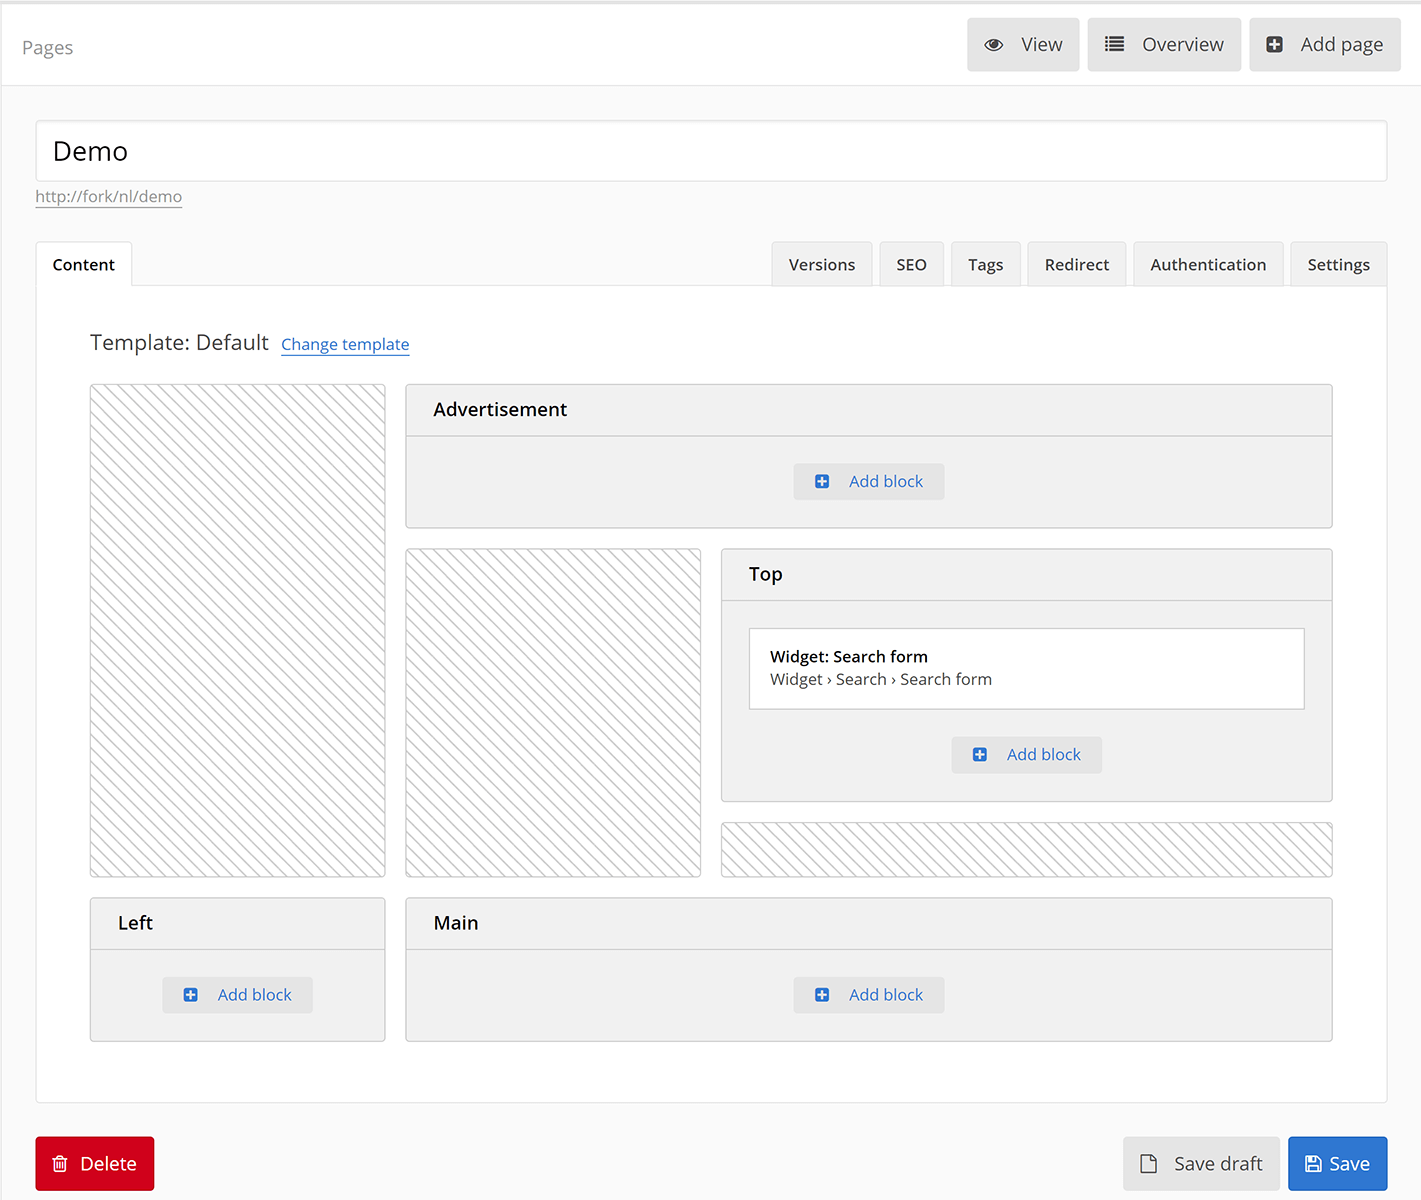 Pages
View
Overview
Add page
Demo
http://fork/nl/demo
Content
Versions
SEO
Tags
Redirect
Authentication
Settings
Template: Default Change template
Advertisement
Add block
Top
Widget: Search form
Widget › Search › Search form
Add block
Left
Add block
Main
Add block
Delete
Save draft
Save